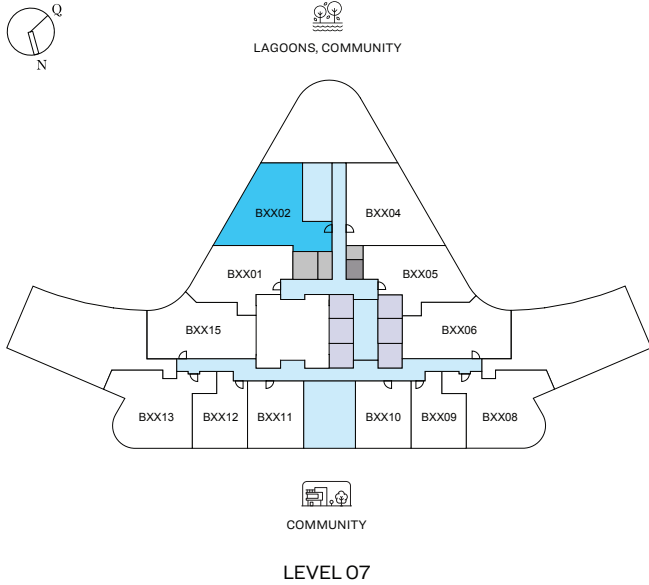 Q
N
LAGOONS, COMMUNITY
BXX02
BXX04
BXX01
BXX05
BXX15
BXX06
BXX13
BXX12
BXX11
BXX10
BXX09
BXX08
COMMUNITY
LEVEL 07